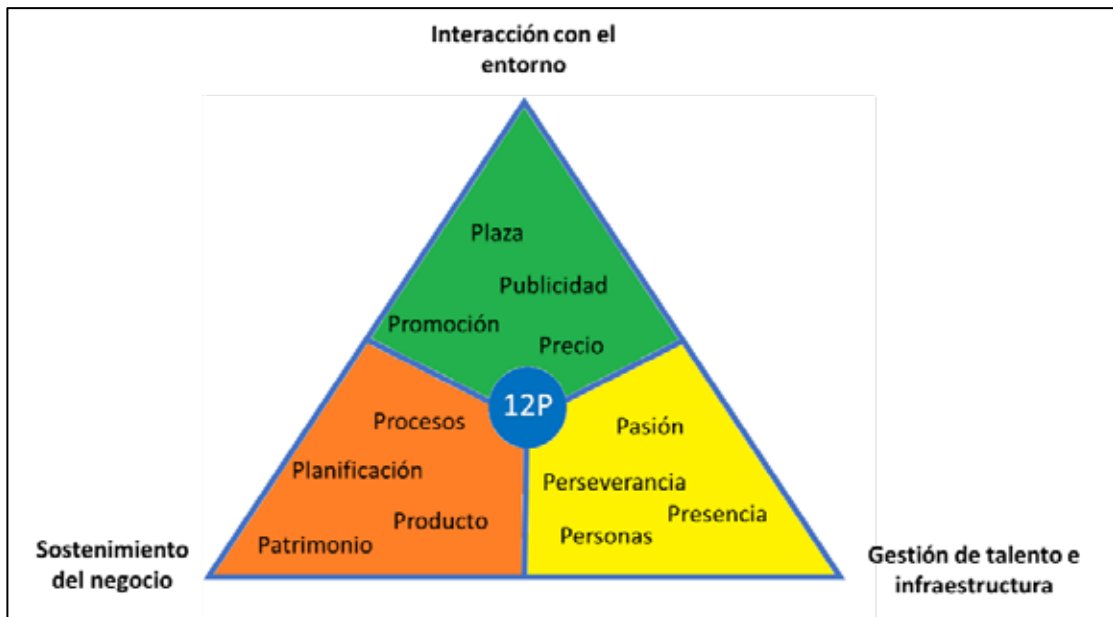 Interacción con el
entorno
Plaza
Publicidad
Promoción
Precio
12P
Procesos
Planificación
Producto
Patrimonio
Pasión
Perseverancia
Presencia
Personas
Sostenimiento
del negocio
Gestión de talento e
infraestructura